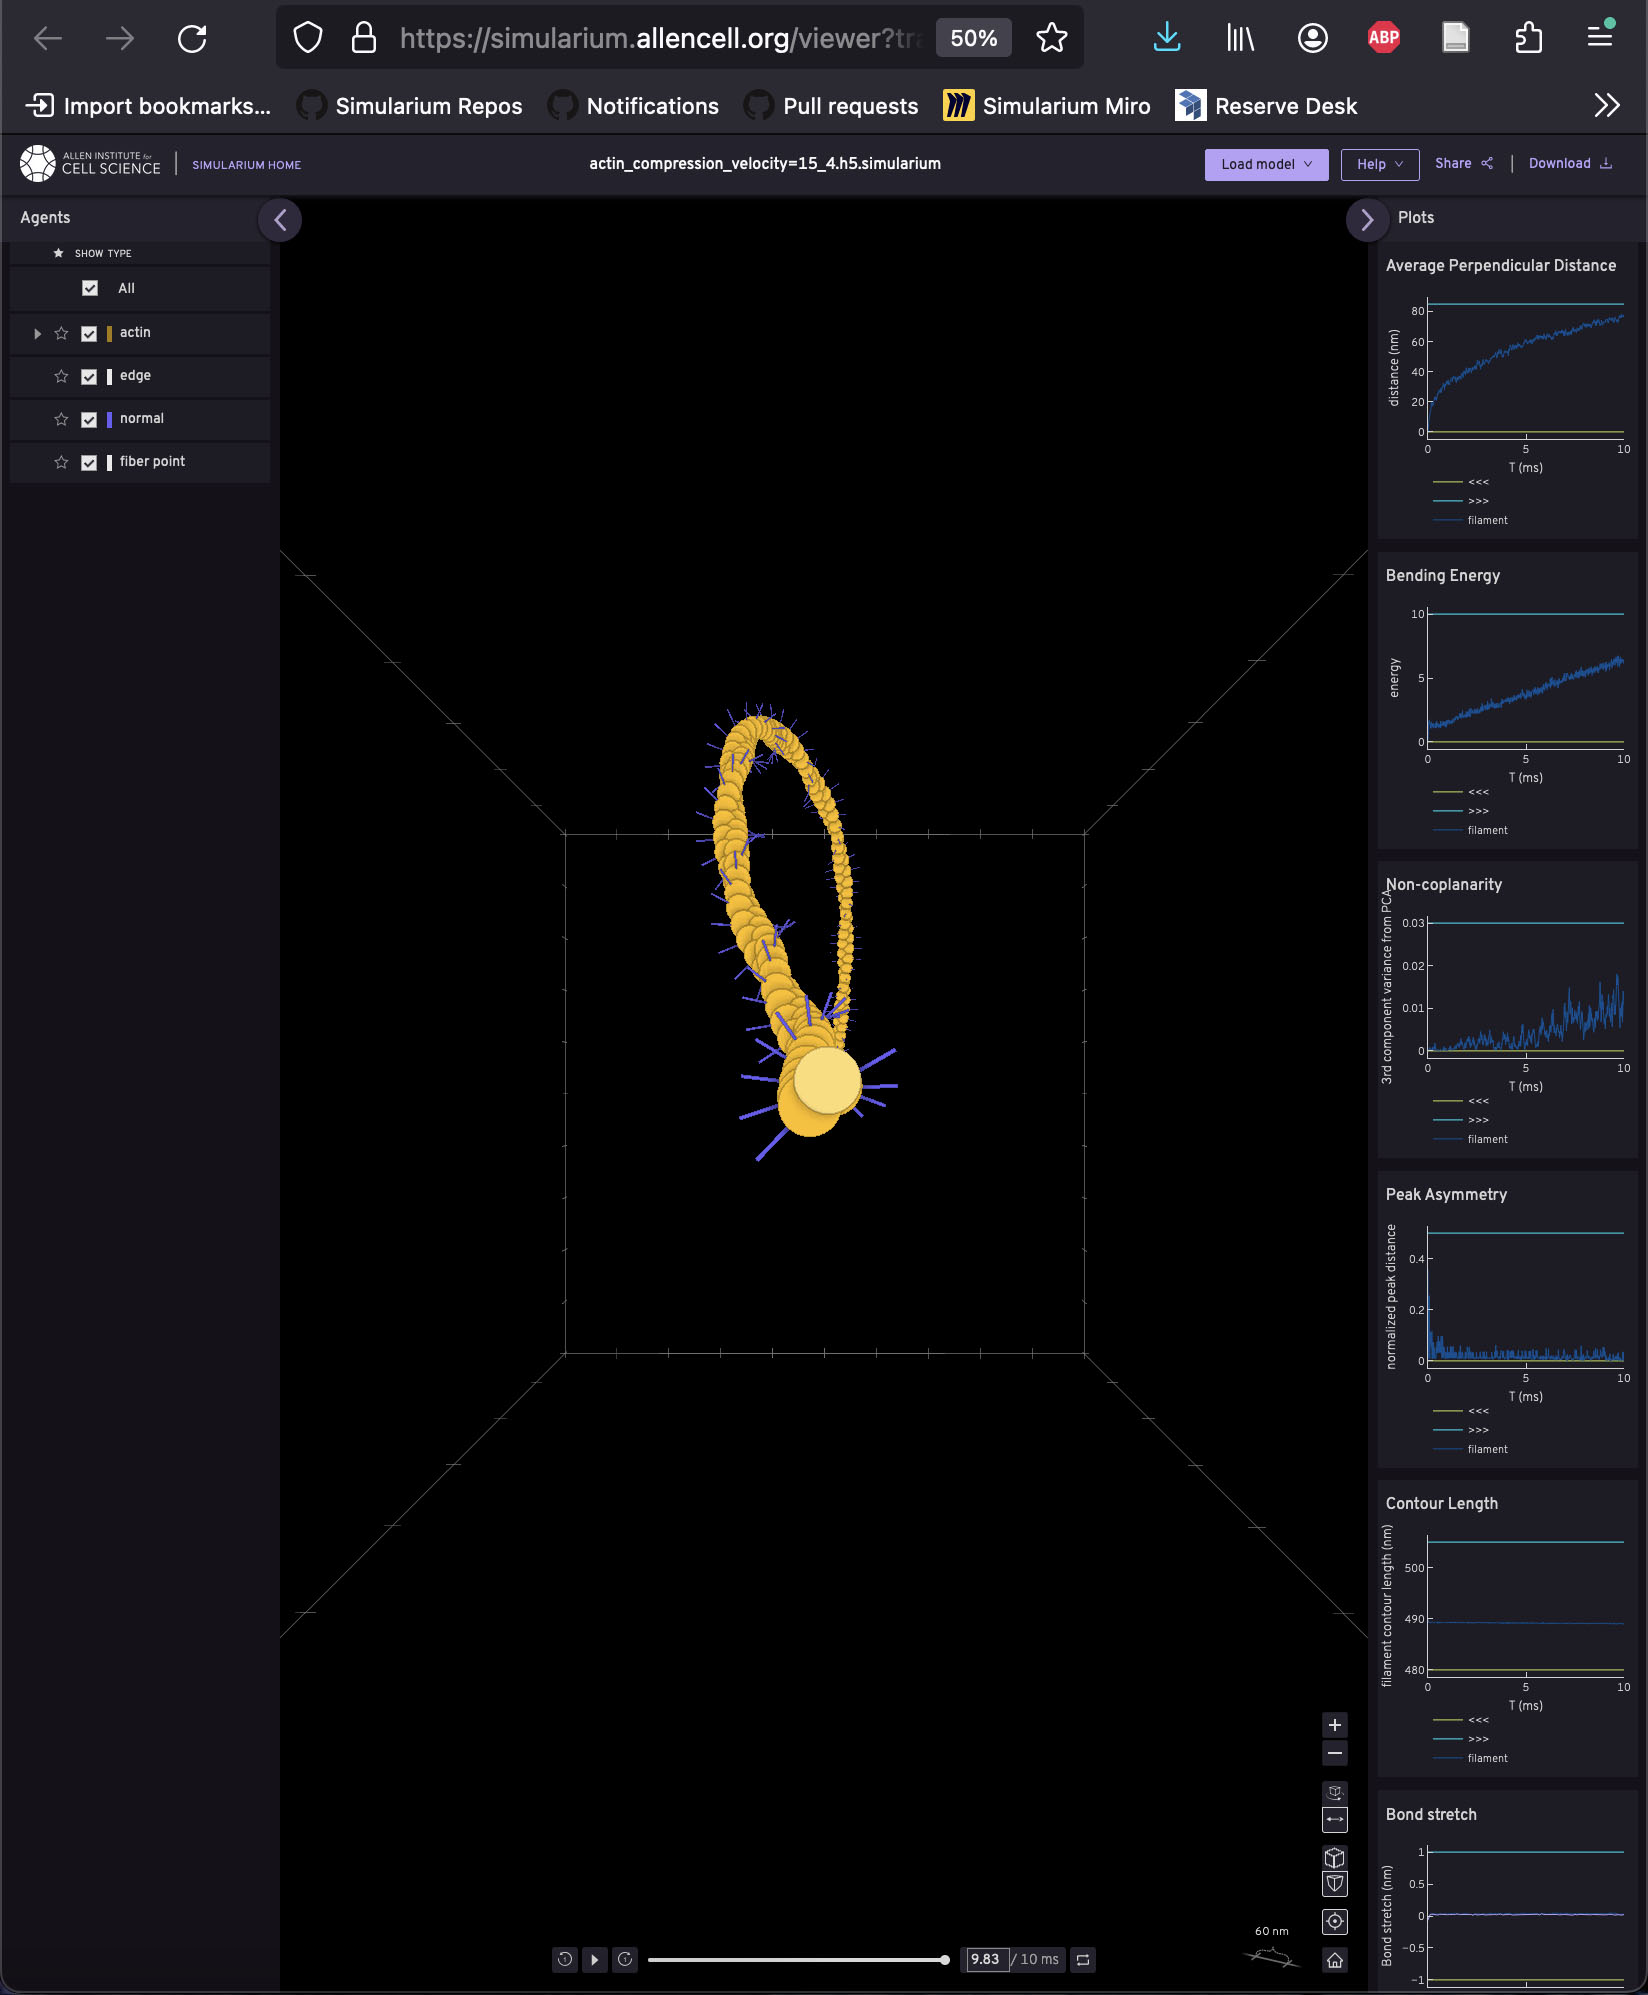 https://simularium.allencell.org/viewer?tra
50%
ABP
Import bookmarks...
Simularium Repos
Notifications
Pull requests
Simularium Miro
Reserve Desk
ALLEN INSTITUTE for
CELL SCIENCE
SIMULARIUM HOME
actin_compression_velocity=15_4.h5.simularium
Load model
Help
Share
Download
Agents
SHOW TYPE
All
actin
edge
normal
fiber point
60 nm
9.83 / 10 ms
Plots
Average Perpendicular Distance
distance (nm)
80
60
40
20
0
0 5 10
T (ms)
<<<
>>>
filament
Bending Energy
energy
10
5
0
0 5 10
T (ms)
<<<
>>>
filament
Non-coplanarity
3rd component variance from PCA
0.03
0.02
0.01
0
0 5 10
T (ms)
<<<
>>>
filament
Peak Asymmetry
normalized peak distance
0.4
0.2
0
0 5 10
T (ms)
<<<
>>>
filament
Contour Length
filament contour length (nm)
500
490
480
0 5 10
T (ms)
<<<
>>>
filament
Bond stretch
Bond stretch (nm)
1
0.5
0
−0.5
−1